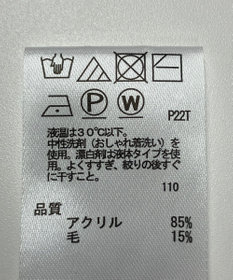 P W
P22T
液温は30℃以下。
中性洗剤(おしゃれ着洗い)を
使用。漂白剤は液体タイプを使
用。よくすすぎ、絞りの後すぐ
に干すこと。
110
品質
アクリル 85%
毛 15%